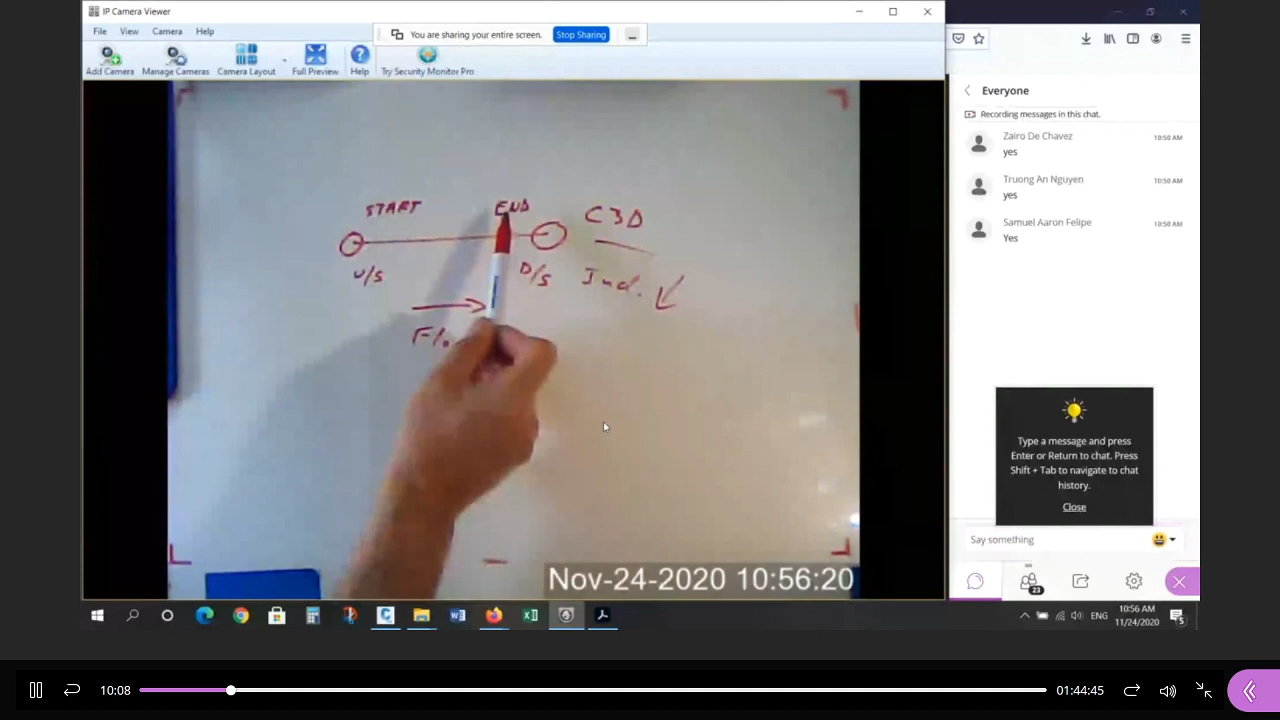 IP Camera Viewer
File View Camera Help
You are sharing your entire screen. Stop Sharing
Add Camera Manage Cameras Camera Layout Full Preview Help Try Security Monitor Pro
START END C3D
U/S D/S Ind.
Nov-24-2020 10:56:20
Everyone
Recording messages in this chat.
Zairo De Chavez 10:50 AM
yes
Truong An Nguyen 10:50 AM
yes
Samuel Aaron Felipe 10:50 AM
Yes
Type a message and press
Enter or Return to chat. Press
Shift + Tab to navigate to chat
history.
Close
Say something
23
ENG 10:56 AM
11/24/2020 5
10:08 01:44:45